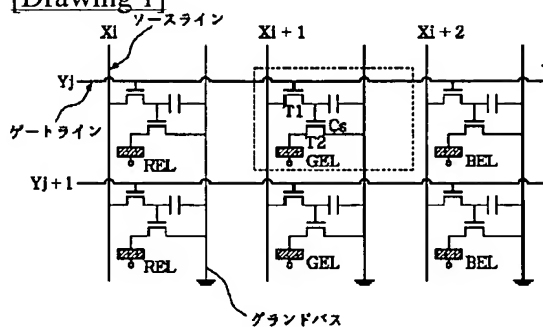 [Drawing 1]
ソースライン
Xi Xi+1 Xi+2
Yj
ゲートライン
T1
Cs
T2
REL GEL BEL
Yj+1
REL GEL BEL
グランドバス